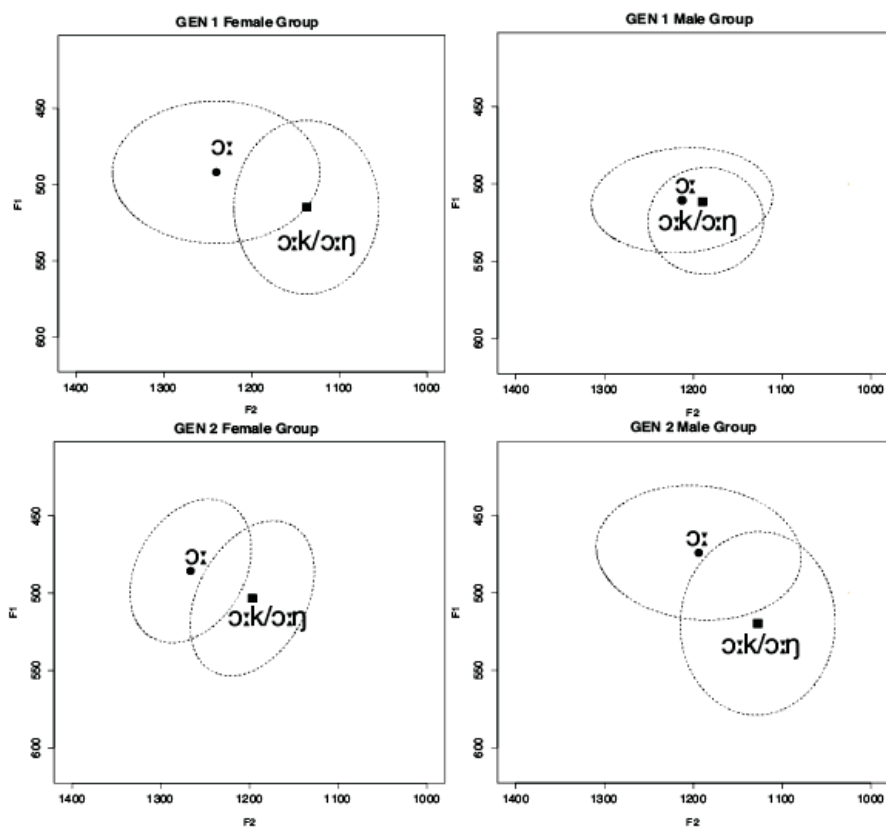 GEN 1 Female Group
F1
450
500
550
600
ɔː
ɔːk/ɔːŋ
1400
1300
1200
1100
1000
F2
GEN 1 Male Group
F1
450
500
550
600
ɔː
ɔːk/ɔːŋ
1400
1300
1200
1100
1000
F2
GEN 2 Female Group
F1
450
500
550
600
ɔː
ɔːk/ɔːŋ
1400
1300
1200
1100
1000
F2
GEN 2 Male Group
F1
450
500
550
600
ɔː
ɔːk/ɔːŋ
1400
1300
1200
1100
1000
F2